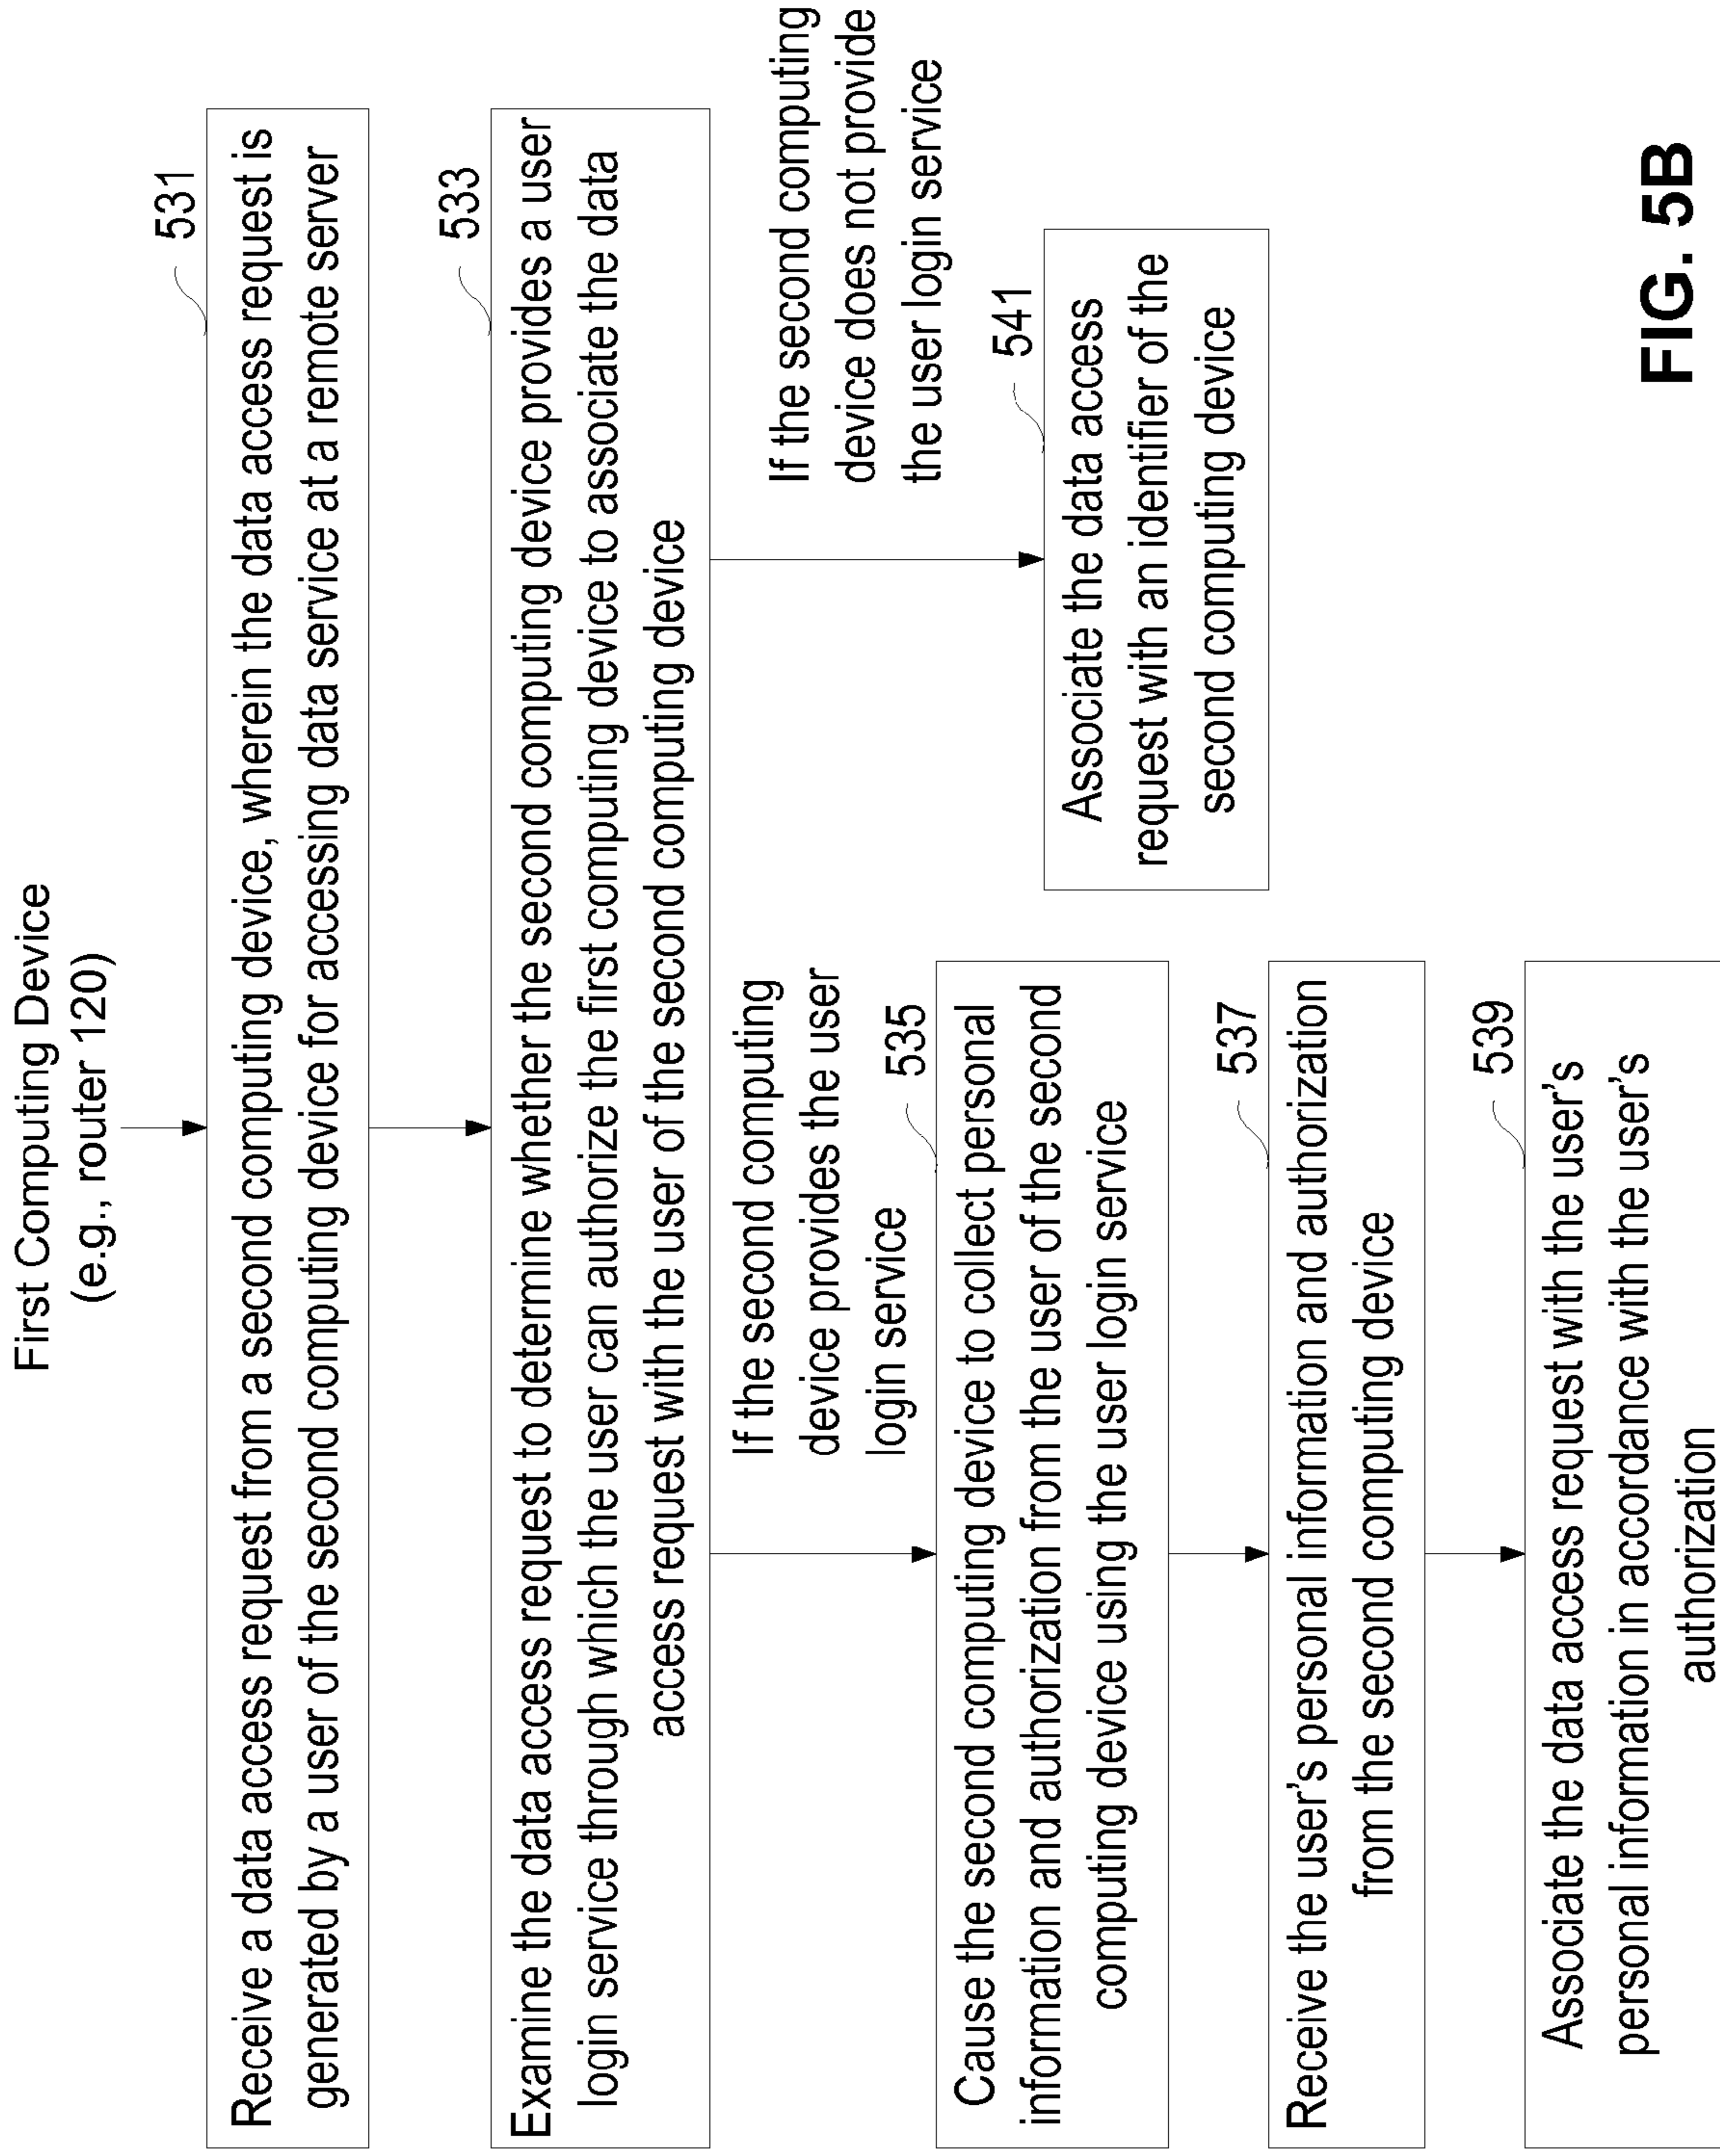 First Computing Device
(e.g., router 120)
531
Receive a data access request from a second computing device, wherein the data access request is
generated by a user of the second computing device for accessing data service at a remote server
533
Examine the data access request to determine whether the second computing device provides a user
login service through which the user can authorize the first computing device to associate the data
access request with the user of the second computing device
If the second computing
device provides the user
login service
535
Cause the second computing device to collect personal
information and authorization from the user of the second
computing device using the user login service
537
Receive the user's personal information and authorization
from the second computing device
539
Associate the data access request with the user's
personal information in accordance with the user's
authorization
If the second computing
device does not provide
the user login service
541
Associate the data access
request with an identifier of the
second computing device
FIG. 5B